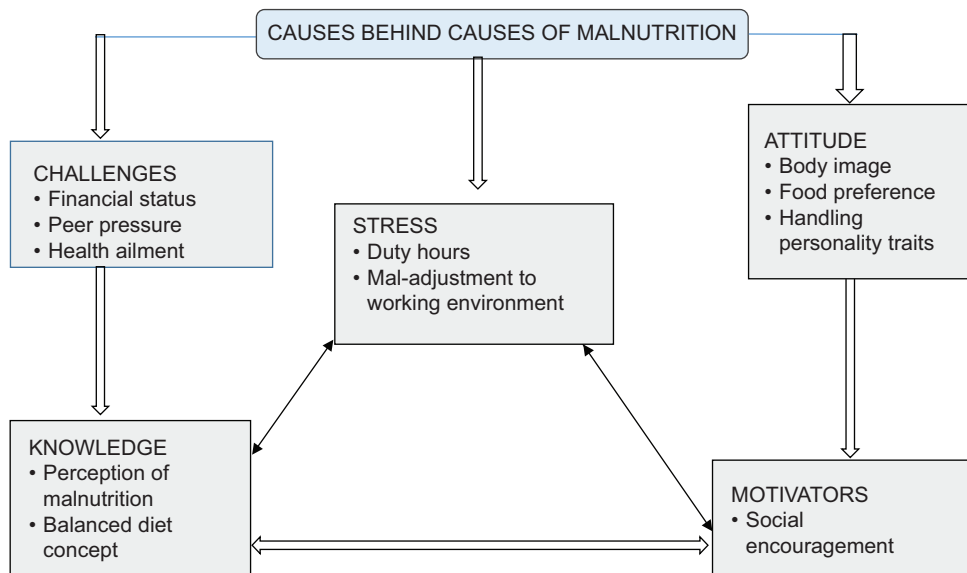 CAUSES BEHIND CAUSES OF MALNUTRITION
CHALLENGES
• Financial status
• Peer pressure
• Health ailment
STRESS
• Duty hours
• Mal-adjustment to
working environment
ATTITUDE
• Body image
• Food preference
• Handling
personality traits
KNOWLEDGE
• Perception of
malnutrition
• Balanced diet
concept
MOTIVATORS
• Social
encouragement